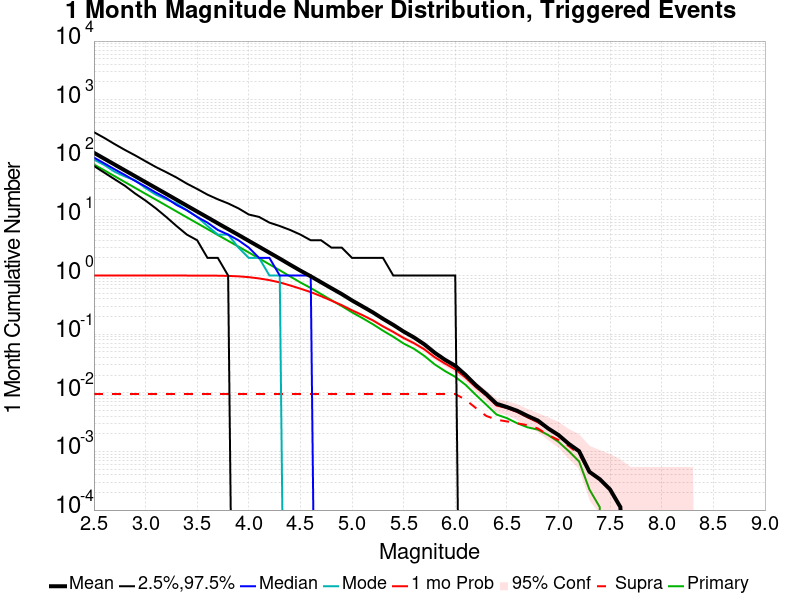 1 Month Magnitude Number Distribution, Triggered Events
1 Month Cumulative Number
10^4
10^3
10^2
10^1
10^0
10^-1
10^-2
10^-3
10^-4
2.5 3.0 3.5 4.0 4.5 5.0 5.5 6.0 6.5 7.0 7.5 8.0 8.5 9.0
Magnitude
Mean 2.5%,97.5% Median Mode 1 mo Prob 95% Conf Supra Primary